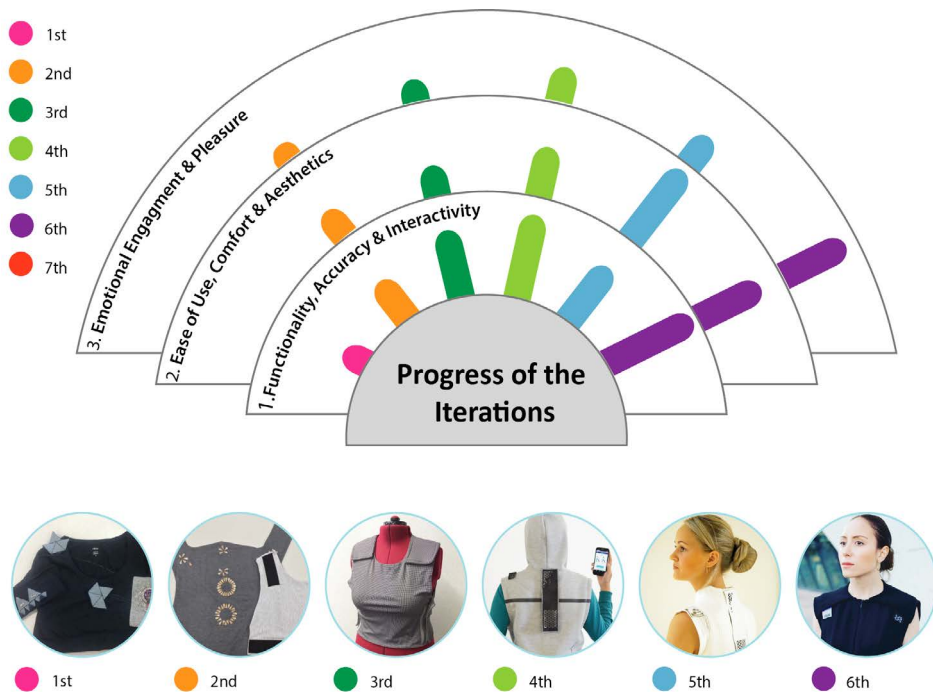 1st
2nd
3rd
4th
5th
6th
7th
3. Emotional Engagment & Pleasure
2. Ease of Use, Comfort & Aesthetics
1.Functionality, Accuracy & Interactivity
Progress of the
Iterations
1st
2nd
3rd
4th
5th
6th